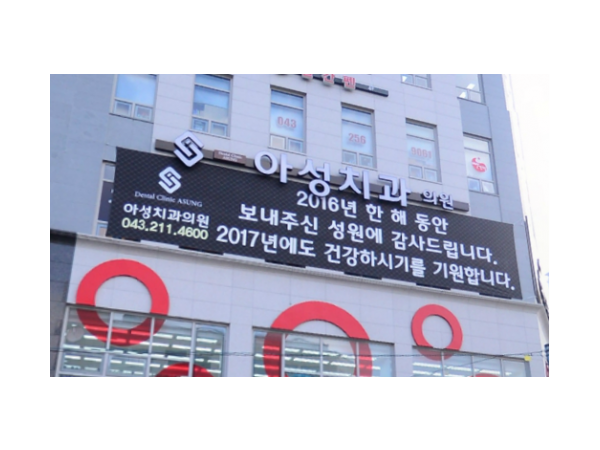 043
255
아성치과의원
Dental Clinic ASUNG
아성치과의원
043.211.4600
2016년 한 해 동안
보내주신 성원에 감사드립니다.
2017년에도 건강하시기를 기원합니다.